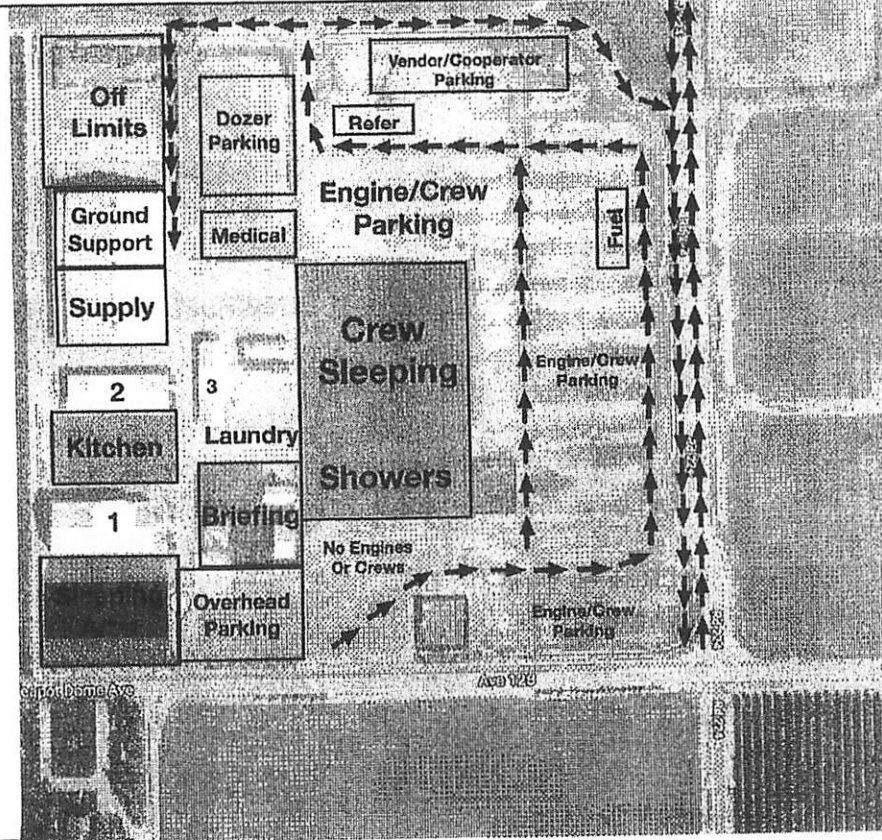 Off
Limits
Dozer
Parking
Vendor/Cooperator
Parking
Refer
Ground
Support
Medical
Engine/Crew
Parking
Fuel
Supply
Crew
Sleeping
2
3
Engine/Crew
Parking
Kitchen
Laundry
Showers
1
Briefing
No Engines
Or Crews
Sleeping
Overhead
Parking
Engine/Crew
Parking
Ave 128